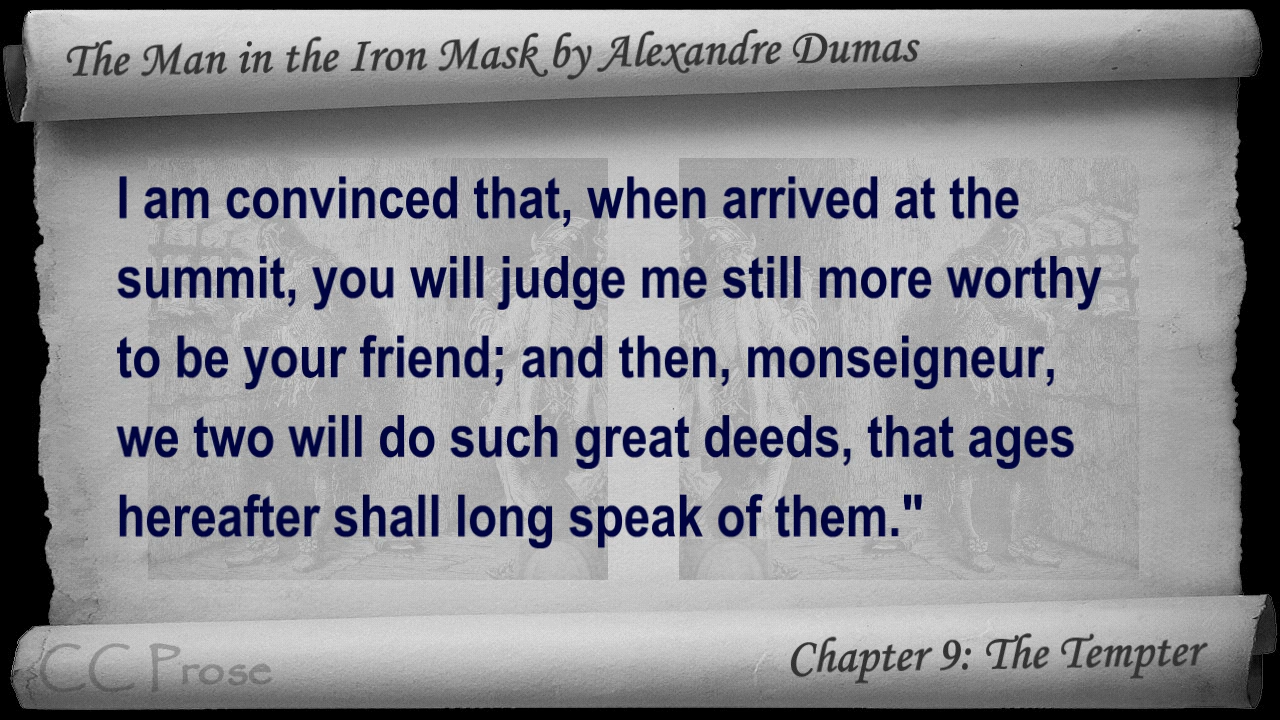 The Man in the Iron Mask by Alexandre Dumas
I am convinced that, when arrived at the
summit, you will judge me still more worthy
to be your friend; and then, monseigneur,
we two will do such great deeds, that ages
hereafter shall long speak of them."
CC Prose
Chapter 9: The Tempter